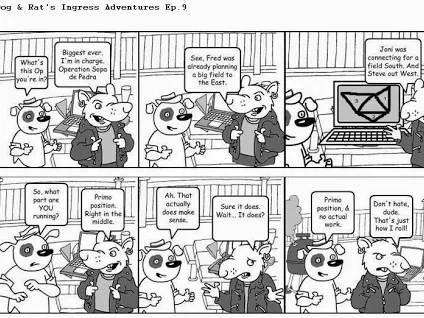 og & Rat's Ingress Adventures Ep.9
What's
this Op
you're in?
Biggest ever.
I'm in charge.
Operation Sopa
de Pedra
See, Fred was
already planning
a big field to
the East.
Joni was
connecting for a
field South. And
Steve out West.
So, what
part are
YOU
running?
Primo
position.
Right in the
middle.
Ah. That
actually
does make
sense.
Sure it does.
Wait... It does?
Primo
position, &
no actual
work.
Don't hate,
dude.
That's just
how I roll!